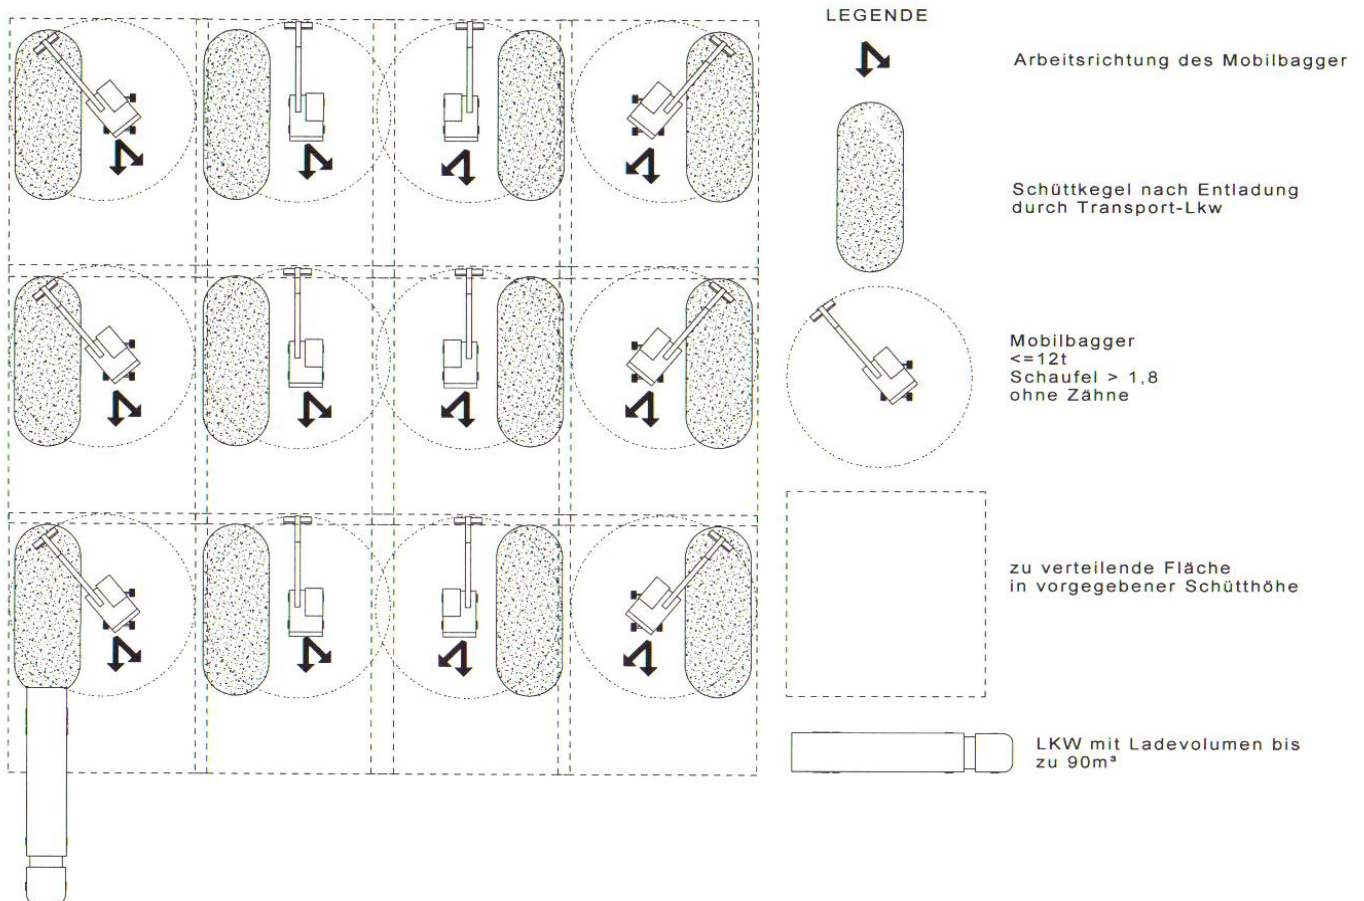 LEGENDE
Arbeitsrichtung des Mobilbagger
Schüttkegel nach Entladung
durch Transport-Lkw
Mobilbagger
<=12t
Schaufel > 1,8
ohne Zähne
zu verteilende Fläche
in vorgegebener Schütthöhe
LKW mit Ladevolumen bis
zu 90m³